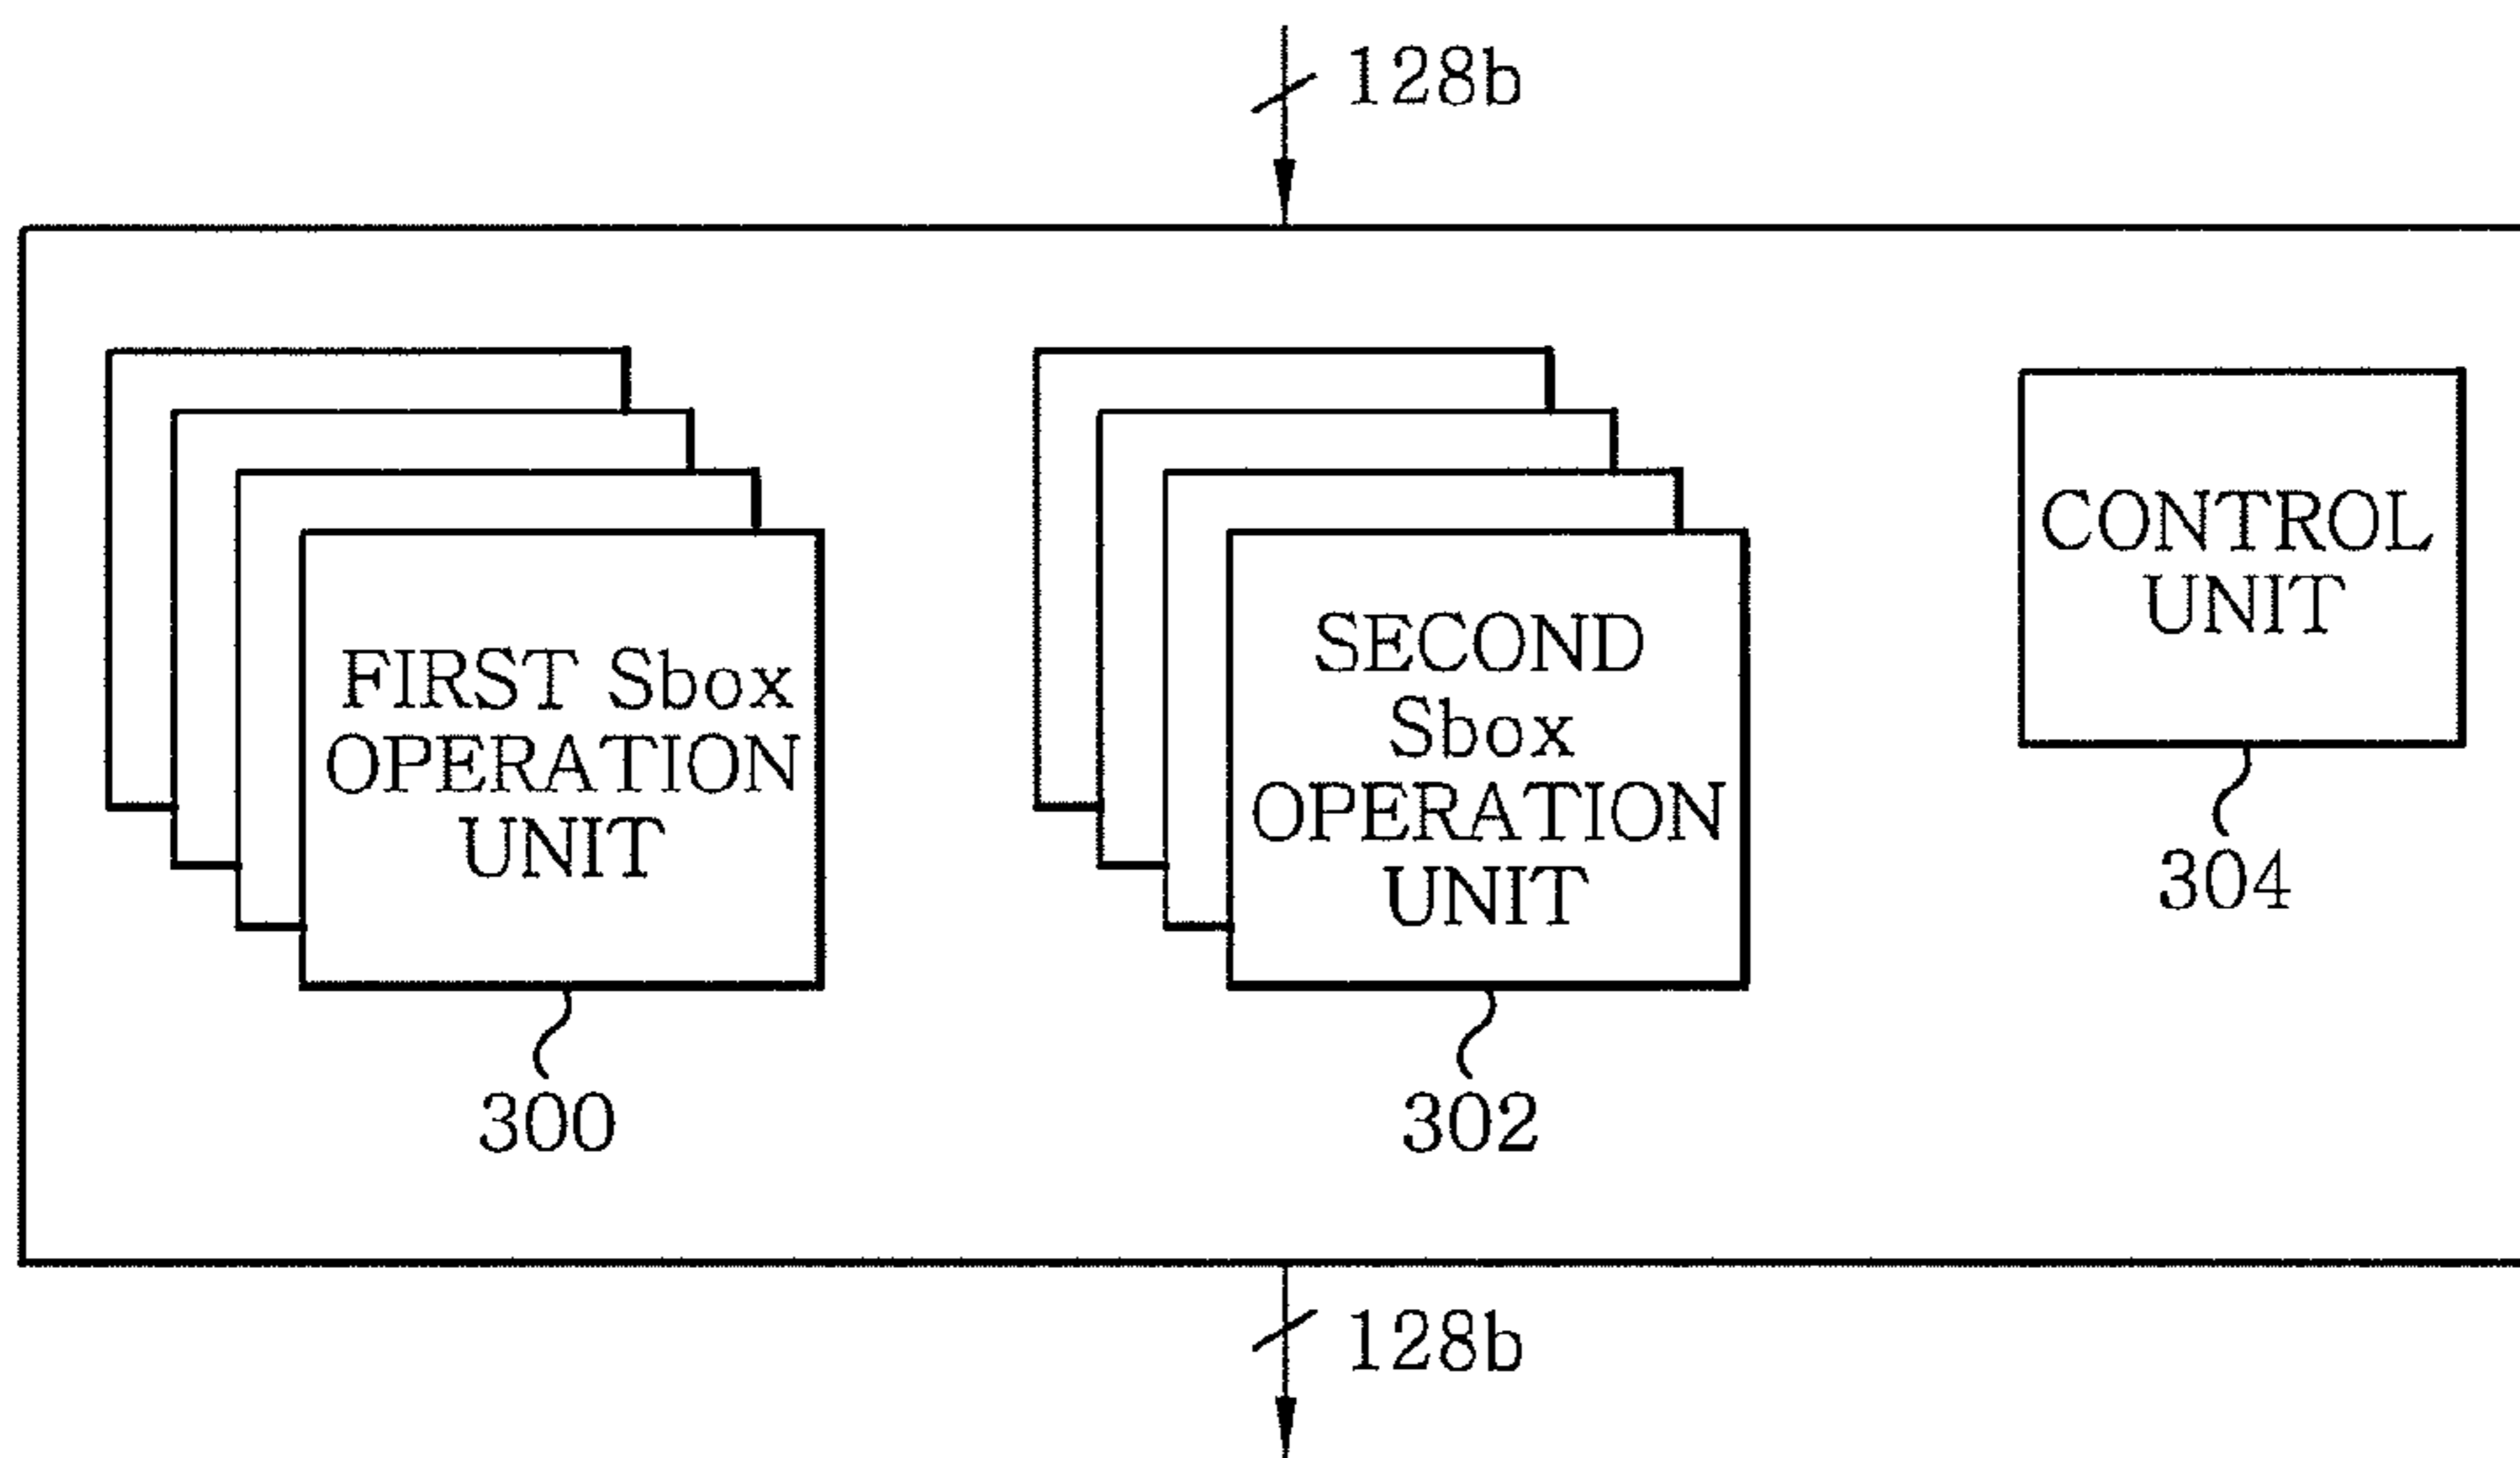 128b
FIRST Sbox
OPERATION
UNIT
300
SECOND
Sbox
OPERATION
UNIT
302
CONTROL
UNIT
304
128b